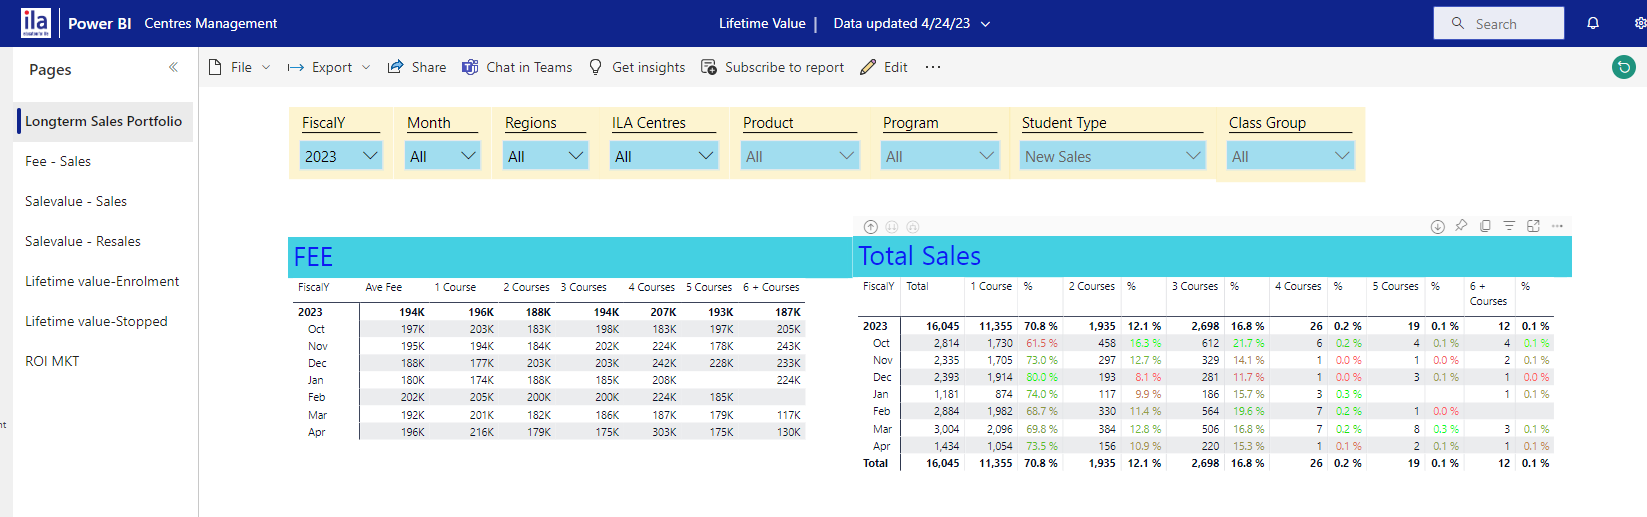 ila Power BI Centres Management Lifetime Value | Data updated 4/24/23 Search
Pages File Export Share Chat in Teams Get insights Subscribe to report Edit ...
Longterm Sales Portfolio
Fee - Sales
Salevalue - Sales
Salevalue - Resales
Lifetime value-Enrolment
Lifetime value-Stopped
ROI MKT
nt
FiscalY Month Regions ILA Centres Product Program Student Type Class Group
2023 All All All All All New Sales All
FEE
FiscalY Ave Fee 1 Course 2 Courses 3 Courses 4 Courses 5 Courses 6 + Courses
2023 194K 196K 188K 194K 207K 193K 187K
Oct 197K 203K 183K 198K 183K 197K 205K
Nov 195K 194K 184K 202K 224K 178K 243K
Dec 188K 177K 203K 203K 242K 228K 233K
Jan 180K 174K 188K 185K 208K 224K
Feb 202K 205K 200K 200K 224K 185K
Mar 192K 201K 182K 186K 187K 179K 117K
Apr 196K 216K 179K 175K 303K 175K 130K
Total Sales
FiscalY Total 1 Course % 2 Courses % 3 Courses % 4 Courses % 5 Courses % 6 + Courses %
2023 16,045 11,355 70.8 % 1,935 12.1 % 2,698 16.8 % 26 0.2 % 19 0.1 % 12 0.1 %
Oct 2,814 1,730 61.5 % 458 16.3 % 612 21.7 % 6 0.2 % 4 0.1 % 4 0.1 %
Nov 2,335 1,705 73.0 % 297 12.7 % 329 14.1 % 1 0.0 % 1 0.0 % 2 0.1 %
Dec 2,393 1,914 80.0 % 193 8.1 % 281 11.7 % 1 0.0 % 3 0.1 % 1 0.0 %
Jan 1,181 874 74.0 % 117 9.9 % 186 15.7 % 3 0.3 % 1 0.1 %
Feb 2,884 1,982 68.7 % 330 11.4 % 564 19.6 % 7 0.2 % 1 0.0 %
Mar 3,004 2,096 69.8 % 384 12.8 % 506 16.8 % 7 0.2 % 8 0.3 % 3 0.1 %
Apr 1,434 1,054 73.5 % 156 10.9 % 220 15.3 % 1 0.1 % 2 0.1 % 1 0.1 %
Total 16,045 11,355 70.8 % 1,935 12.1 % 2,698 16.8 % 26 0.2 % 19 0.1 % 12 0.1 %